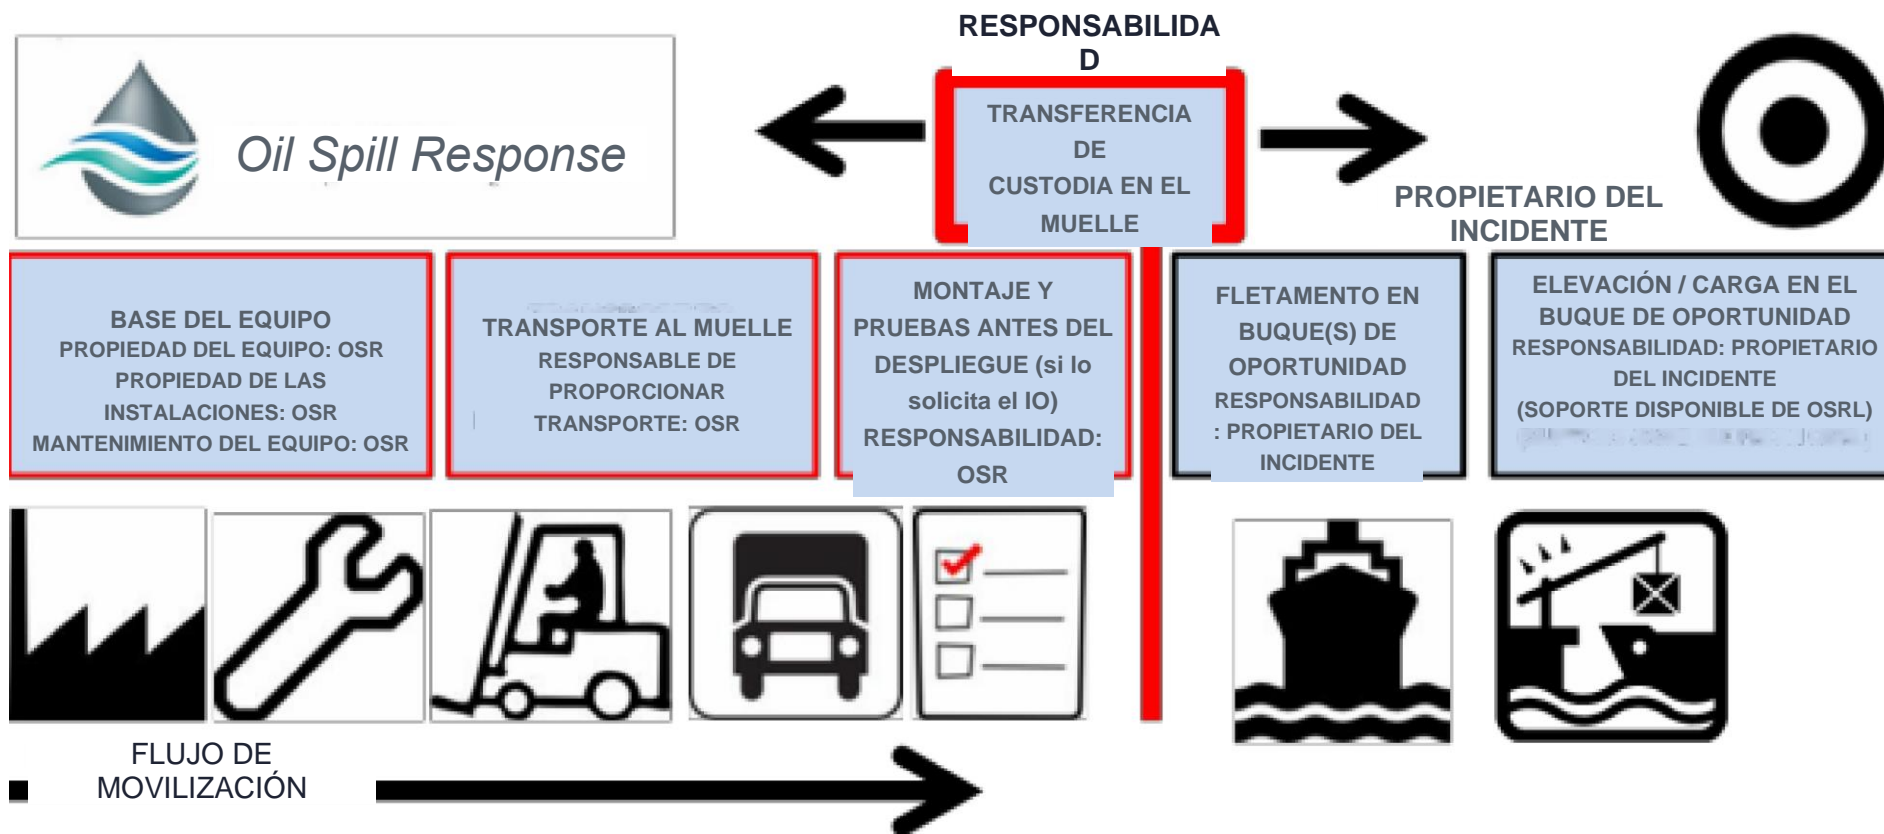 RESPONSABILIDA
D
Oil Spill Response
TRANSFERENCIA
DE
CUSTODIA EN EL
MUELLE
PROPIETARIO DEL
INCIDENTE
BASE DEL EQUIPO
PROPIEDAD DEL EQUIPO: OSR
PROPIEDAD DE LAS
INSTALACIONES: OSR
MANTENIMIENTO DEL EQUIPO: OSR
TRANSPORTE AL MUELLE
RESPONSABLE DE
PROPORCIONAR
TRANSPORTE: OSR
MONTAJE Y
PRUEBAS ANTES DEL
DESPLIEGUE (si lo
solicita el IO)
RESPONSABILIDAD:
OSR
FLETAMENTO EN
BUQUE(S) DE
OPORTUNIDAD
RESPONSABILIDAD
: PROPIETARIO DEL
INCIDENTE
ELEVACIÓN / CARGA EN EL
BUQUE DE OPORTUNIDAD
RESPONSABILIDAD: PROPIETARIO
DEL INCIDENTE
(SOPORTE DISPONIBLE DE OSRL)
FLUJO DE
MOVILIZACIÓN